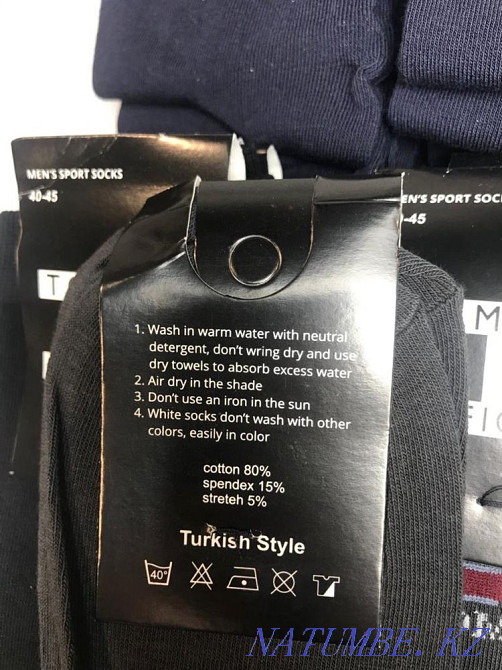 MEN'S SPORT SOCKS
40-45
EN'S SPORT SOC
-45
1. Wash in warm water with neutral
detergent, don't wring dry and use
dry towels to absorb excess water
2. Air dry in the shade
3. Don't use an iron in the sun
4. White socks don't wash with other
colors, easily in color
cotton 80%
spendex 15%
streteh 5%
Turkish Style
40°
T
M
FIG
NATUMBE. KZ